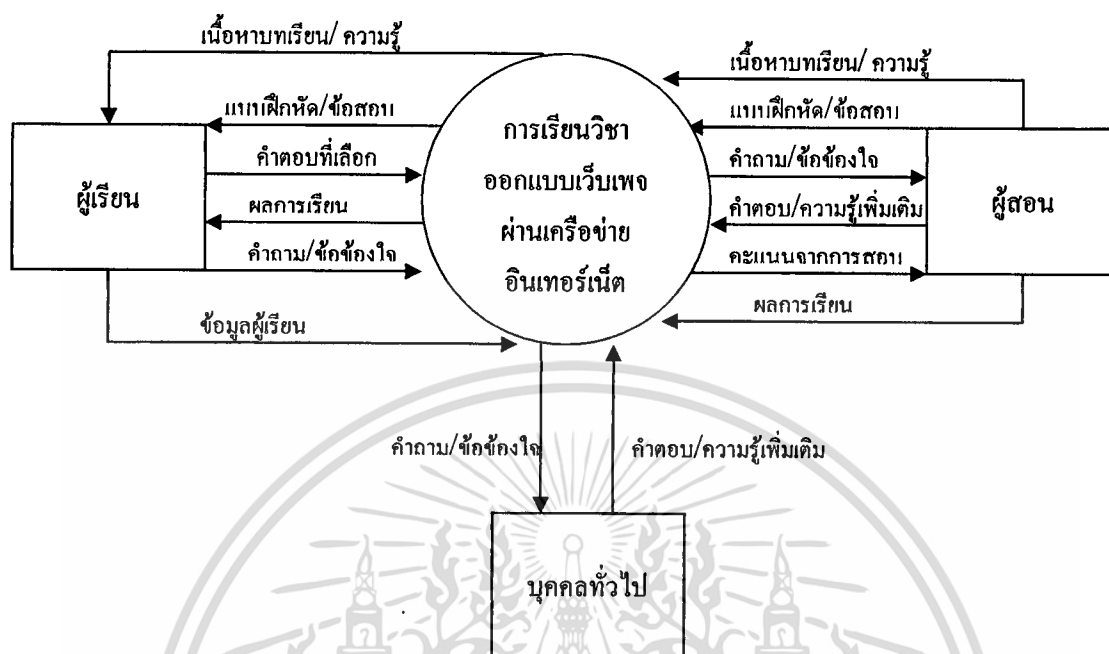 เนื้อหาบทเรียน/ ความรู้
เนื้อหาบทเรียน/ ความรู้
แบบฝึกหัด/ข้อสอบ
แบบฝึกหัด/ข้อสอบ
การเรียนวิชา
ออกแบบเว็บเพจ
ผ่านเครือข่าย
อินเทอร์เน็ต
คำตอบที่เลือก
คำถาม/ข้อข้องใจ
ผู้เรียน
ผู้สอน
ผลการเรียน
คำตอบ/ความรู้เพิ่มเติม
คำถาม/ข้อข้องใจ
คะแนนจากการสอบ
ข้อมูลผู้เรียน
ผลการเรียน
คำถาม/ข้อข้องใจ
คำตอบ/ความรู้เพิ่มเติม
บุคคลทั่วไป